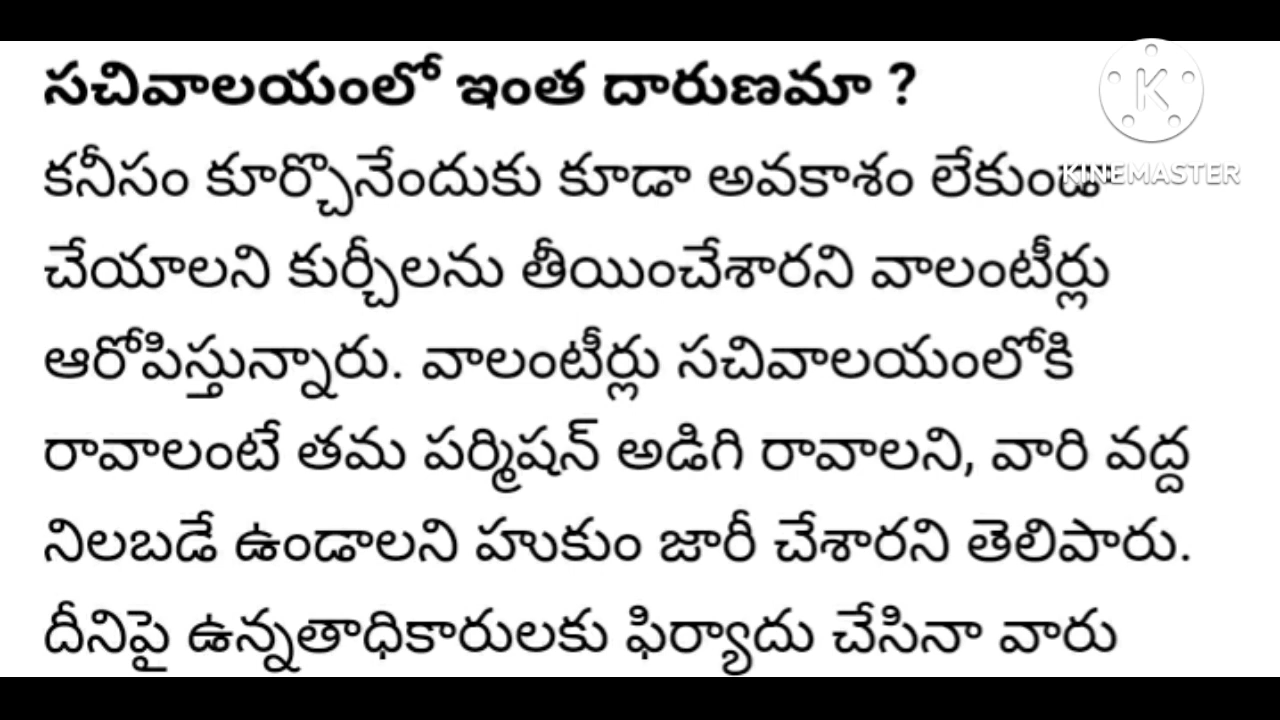 సచివాలయంలో ఇంత దారుణమా ?
కనీసం కూర్చొనేందుకు కూడా అవకాశం లేకుండా
చేయాలని కుర్చీలను తీయించేశారని వాలంటీర్లు
ఆరోపిస్తున్నారు. వాలంటీర్లు సచివాలయంలోకి
రావాలంటే తమ పర్మిషన్ అడిగి రావాలని, వారి వద్ద
నిలబడే ఉండాలని హుకుం జారీ చేశారని తెలిపారు.
దీనిపై ఉన్నతాధికారులకు ఫిర్యాదు చేసినా వారు
K
KINEMASTER